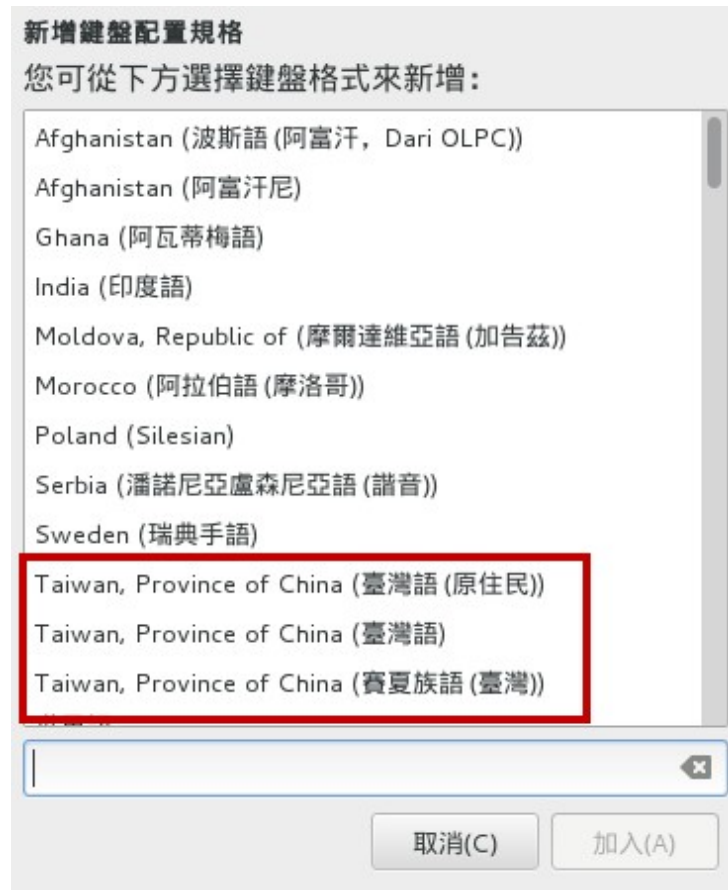 新增鍵盤配置規格
您可從下方選擇鍵盤格式來新增：
Afghanistan (波斯語 (阿富汗，Dari OLPC))
Afghanistan (阿富汗尼)
Ghana (阿瓦蒂梅語)
India (印度語)
Moldova, Republic of (摩爾達維亞語 (加告茲))
Morocco (阿拉伯語 (摩洛哥))
Poland (Silesian)
Serbia (潘諾尼亞盧森尼亞語 (諧音))
Sweden (瑞典手語)
Taiwan, Province of China (臺灣語 (原住民))
Taiwan, Province of China (臺灣語)
Taiwan, Province of China (賽夏族語 (臺灣))
取消(C)
加入(A)